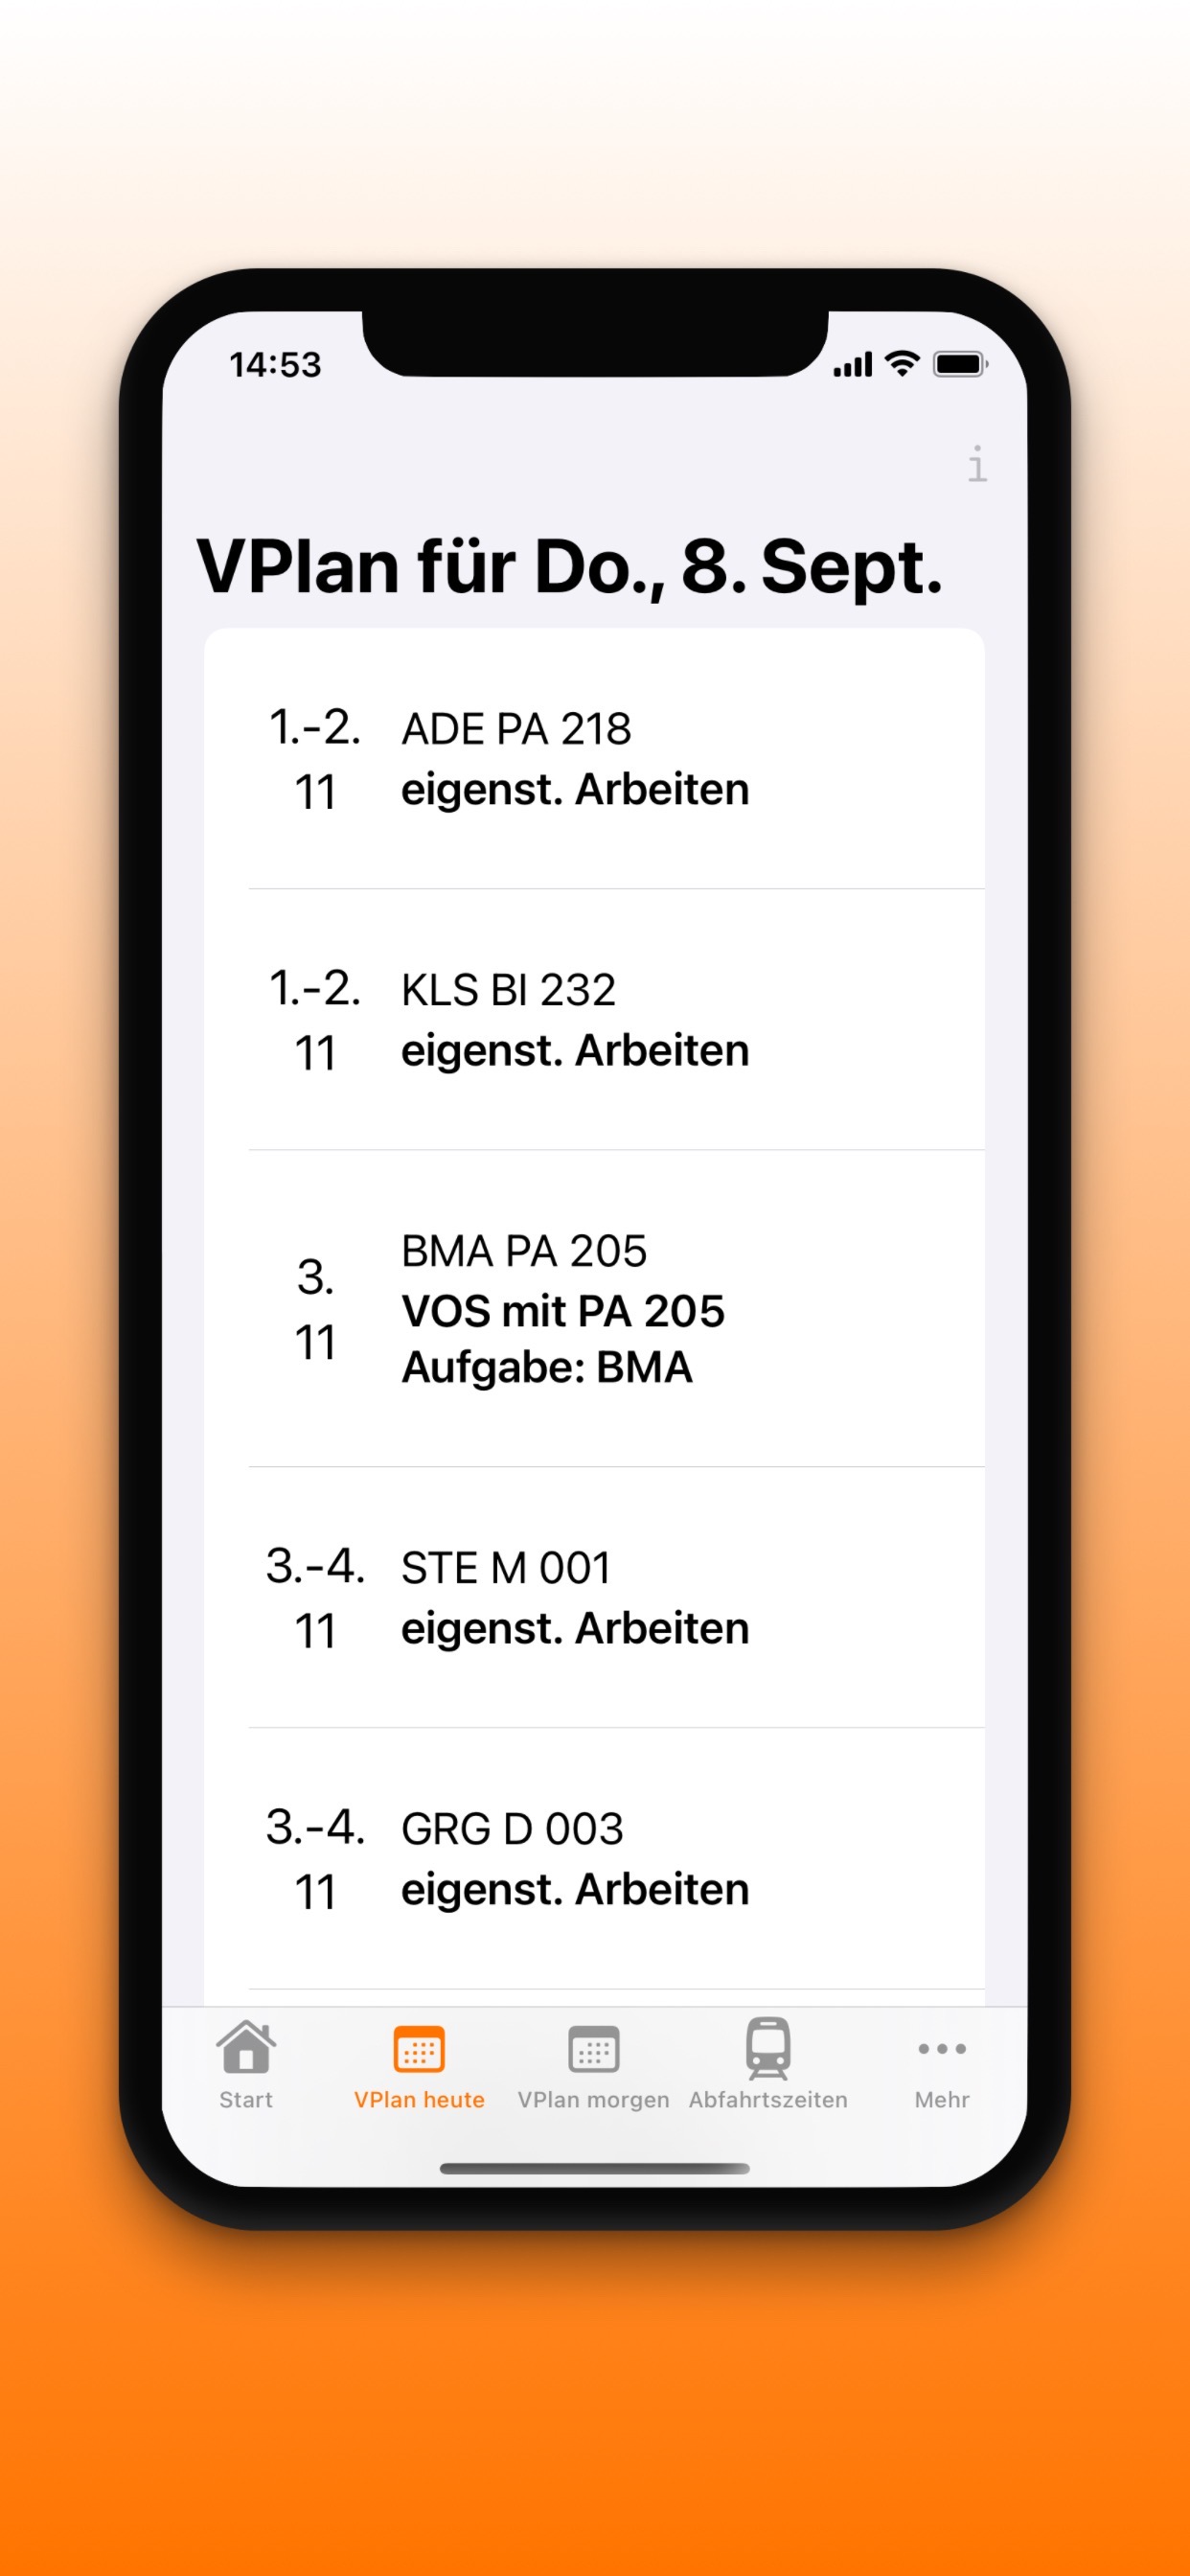 14:53
i
VPlan für Do., 8. Sept.
1.-2.
11
ADE PA 218
eigenst. Arbeiten
1.-2.
11
KLS BI 232
eigenst. Arbeiten
3.
11
BMA PA 205
VOS mit PA 205
Aufgabe: BMA
3.-4.
11
STE M 001
eigenst. Arbeiten
3.-4.
11
GRG D 003
eigenst. Arbeiten
Start
VPlan heute
VPlan morgen
Abfahrtszeiten
Mehr